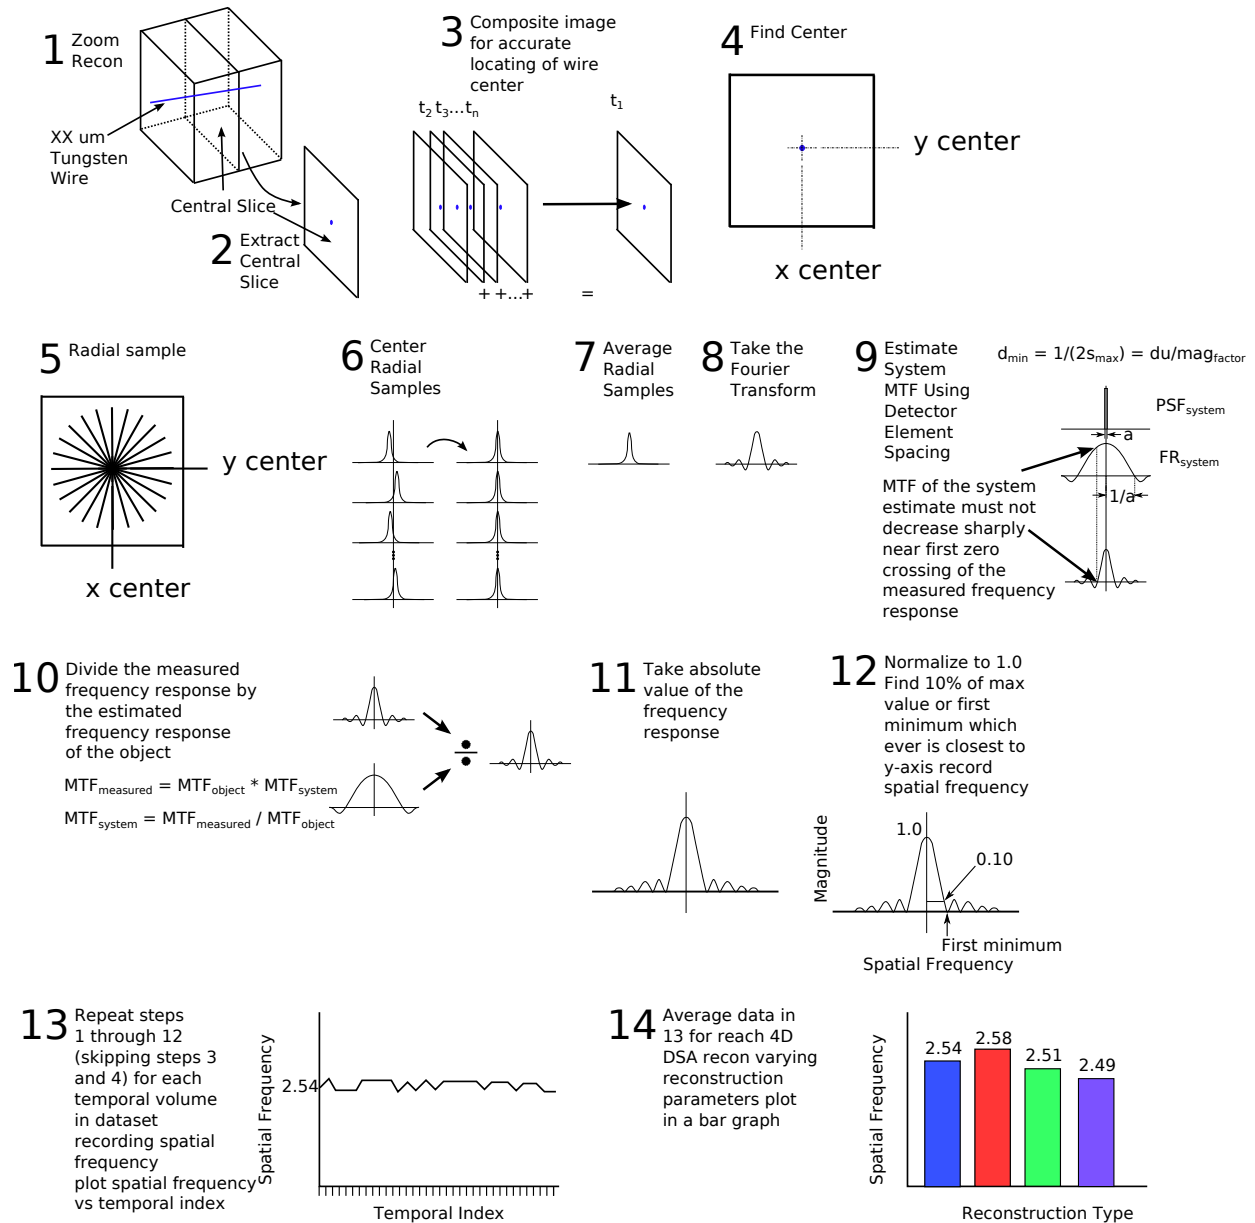 1 Zoom
Recon
XX um
Tungsten
Wire
Central Slice
2 Extract
Central
Slice
3 Composite image
for accurate
locating of wire
center
t2 t3...tn
t1
+ +...+ =
4 Find Center
y center
x center
5 Radial sample
y center
x center
6 Center
Radial
Samples
7 Average
Radial
Samples
8 Take the
Fourier
Transform
9 Estimate
System
MTF Using
Detector
Element
Spacing
dmin = 1/(2smax) = du/magfactor
PSFsystem
a
FRsystem
1/a
MTF of the system
estimate must not
decrease sharply
near first zero
crossing of the
measured frequency
response
10 Divide the measured
frequency response by
the estimated
frequency response
of the object
MTFmeasured = MTFobject * MTFsystem
MTFsystem = MTFmeasured / MTFobject
11 Take absolute
value of the
frequency
response
12 Normalize to 1.0
Find 10% of max
value or first
minimum which
ever is closest to
y-axis record
spatial frequency
Magnitude
1.0
0.10
First minimum
Spatial Frequency
13 Repeat steps
1 through 12
(skipping steps 3
and 4) for each
temporal volume
in dataset
recording spatial
frequency
plot spatial frequency
vs temporal index
Spatial Frequency
2.54
Temporal Index
14 Average data in
13 for reach 4D
DSA recon varying
reconstruction
parameters plot
in a bar graph
Spatial Frequency
2.54
2.58
2.51
2.49
Reconstruction Type